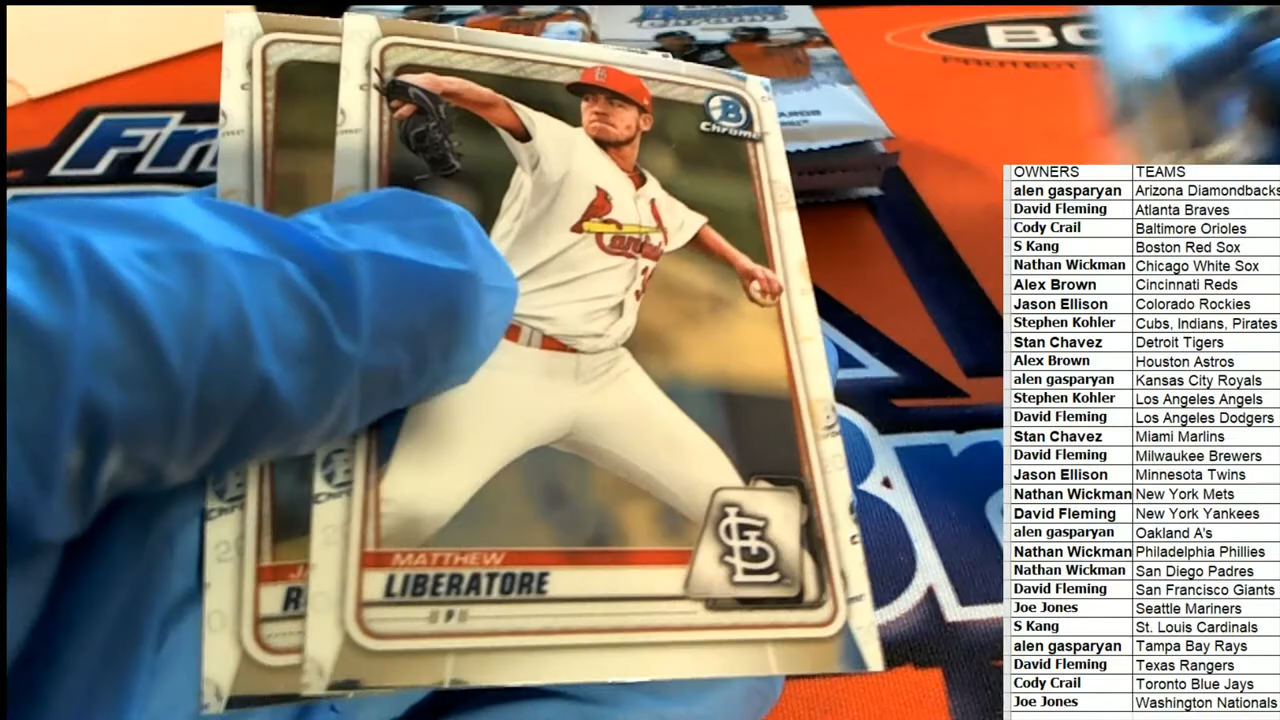 BO
Fr
B
Chrome
Cardinals
MATTHEW
LIBERATORE
P
STL
R
OWNERS TEAMS
alen gasparyan Arizona Diamondbacks
David Fleming Atlanta Braves
Cody Crail Baltimore Orioles
S Kang Boston Red Sox
Nathan Wickman Chicago White Sox
Alex Brown Cincinnati Reds
Jason Ellison Colorado Rockies
Stephen Kohler Cubs, Indians, Pirates
Stan Chavez Detroit Tigers
Alex Brown Houston Astros
alen gasparyan Kansas City Royals
Stephen Kohler Los Angeles Angels
David Fleming Los Angeles Dodgers
Stan Chavez Miami Marlins
David Fleming Milwaukee Brewers
Jason Ellison Minnesota Twins
Nathan Wickman New York Mets
David Fleming New York Yankees
alen gasparyan Oakland A's
Nathan Wickman Philadelphia Phillies
Nathan Wickman San Diego Padres
David Fleming San Francisco Giants
Joe Jones Seattle Mariners
S Kang St. Louis Cardinals
alen gasparyan Tampa Bay Rays
David Fleming Texas Rangers
Cody Crail Toronto Blue Jays
Joe Jones Washington Nationals